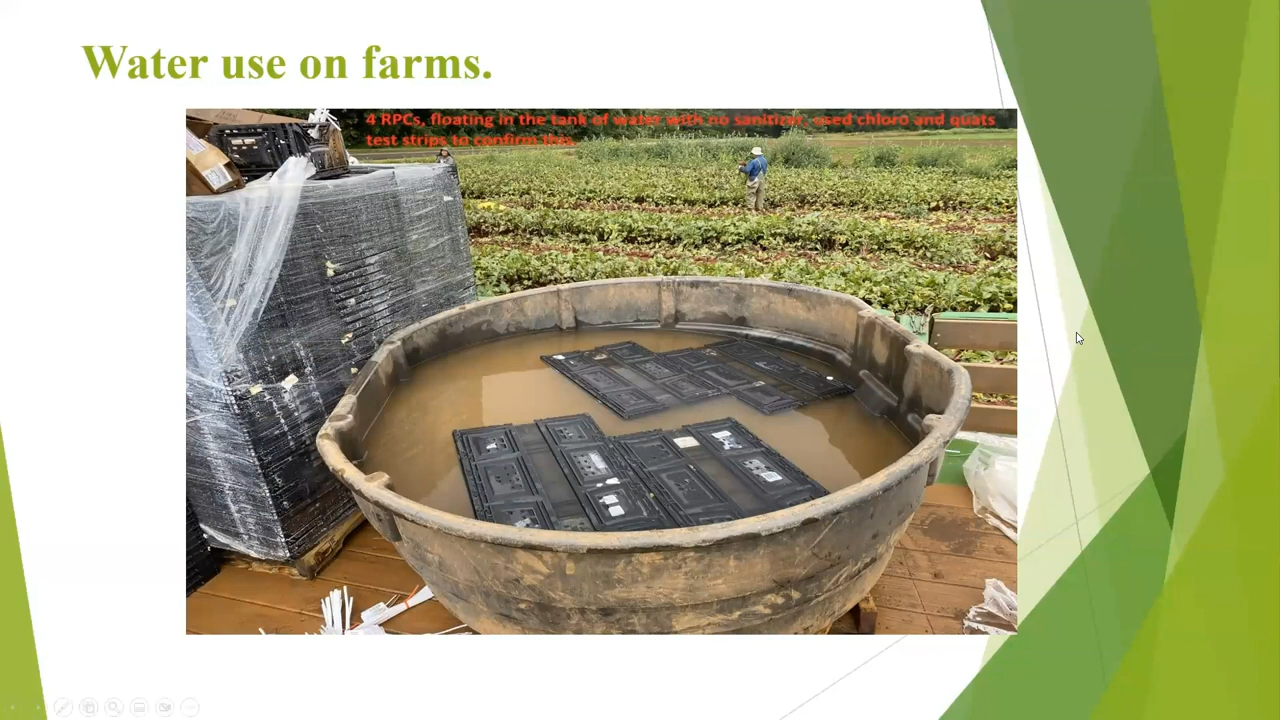 Water use on farms.
4 RPCs, floating in the tank of water with no sanitizer, used chloro and quats
test strips to confirm this.